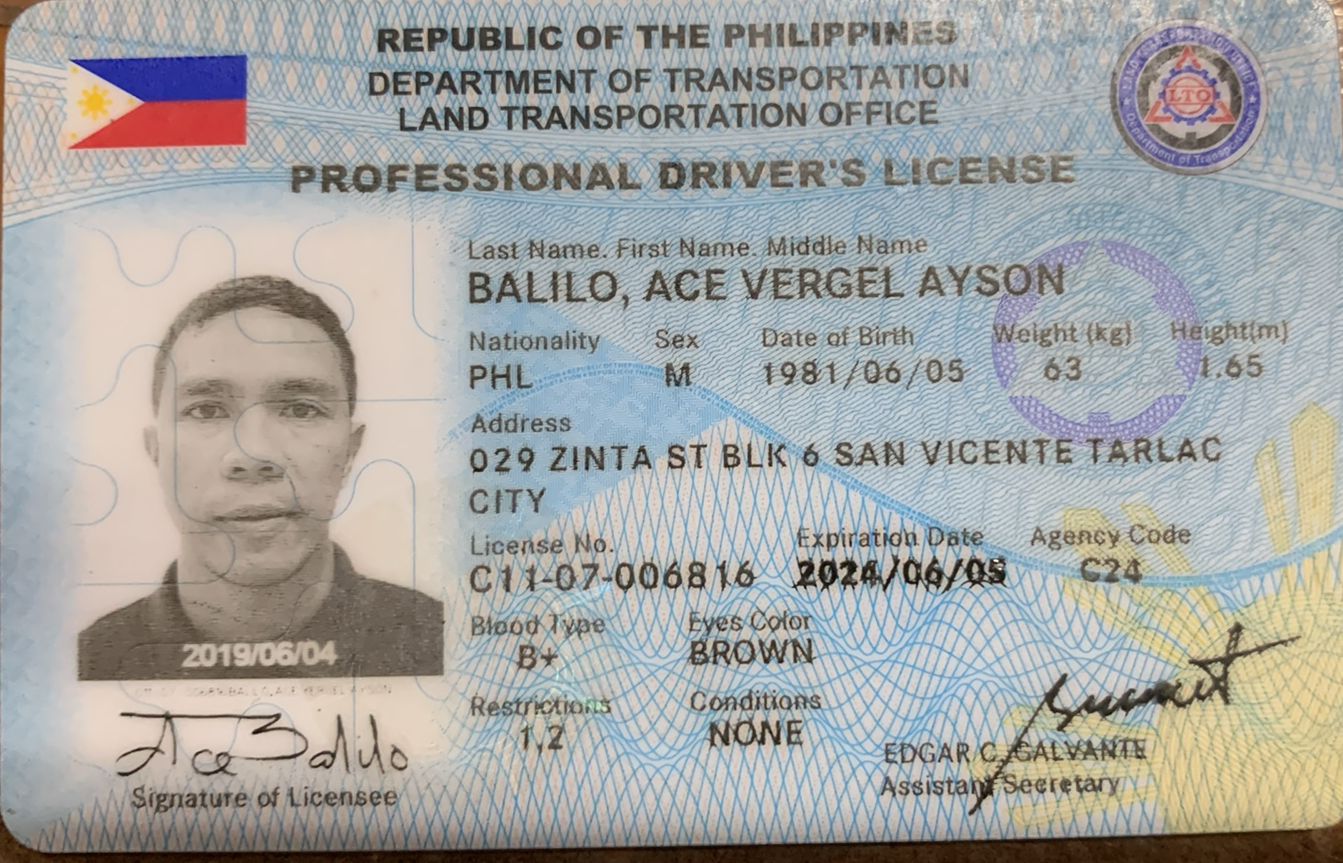 REPUBLIC OF THE PHILIPPINES
DEPARTMENT OF TRANSPORTATION
LAND TRANSPORTATION OFFICE
LTO
Department of Transportation
PROFESSIONAL DRIVER'S LICENSE
Last Name. First Name. Middle Name
BALILO, ACE VERGEL AYSON
Nationality Sex Date of Birth Weight (kg) Height(m)
PHL M 1981/06/05 63 1.65
Address
029 ZINTA ST BLK 6 SAN VICENTE TARLAC
CITY
License No. Expiration Date Agency Code
C11-07-006816 2024/06/05 C24
Blood Type Eyes Color
B+ BROWN
Restrictions Conditions
1,2 NONE
2019/06/04
Ace Balilo
Signature of Licensee
EDGAR C. GALVANTE
Assistant Secretary